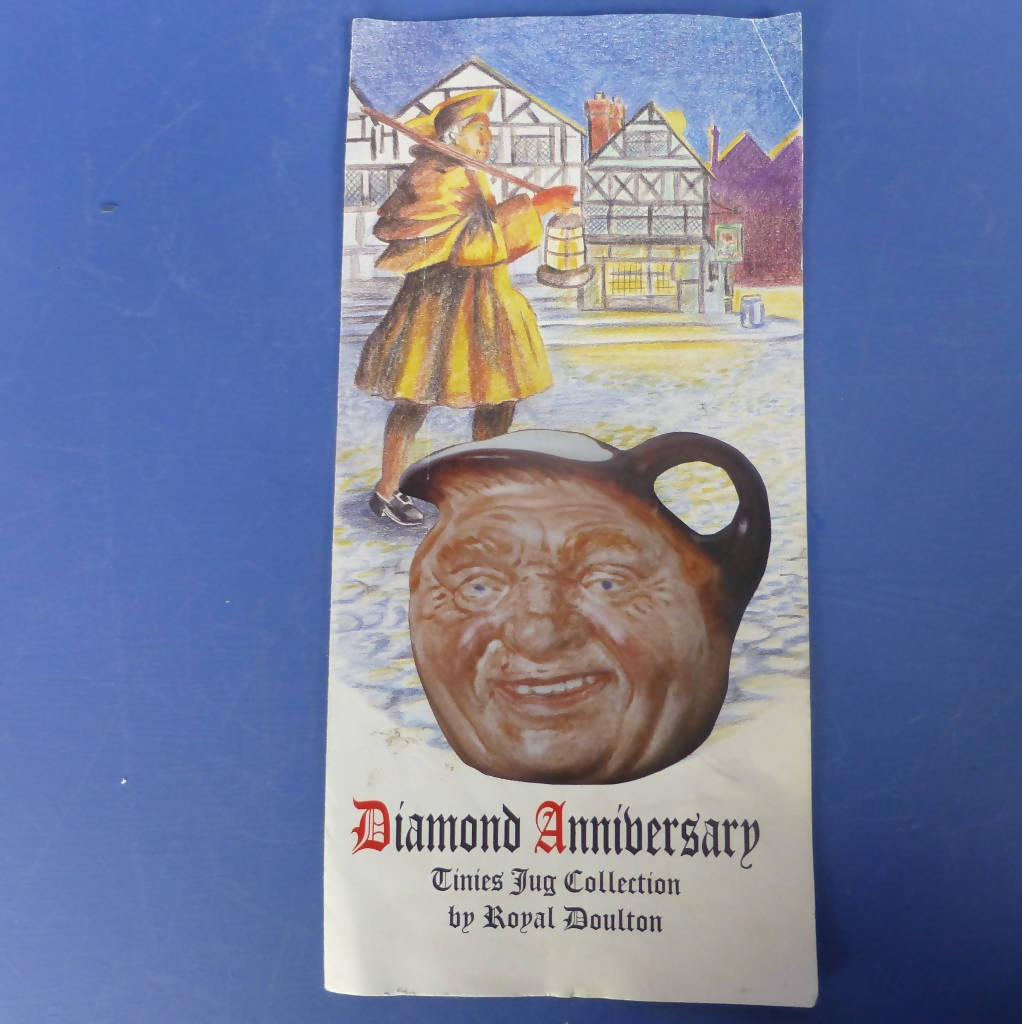 Diamond Anniversary
Tinies Jug Collection
by Royal Doulton